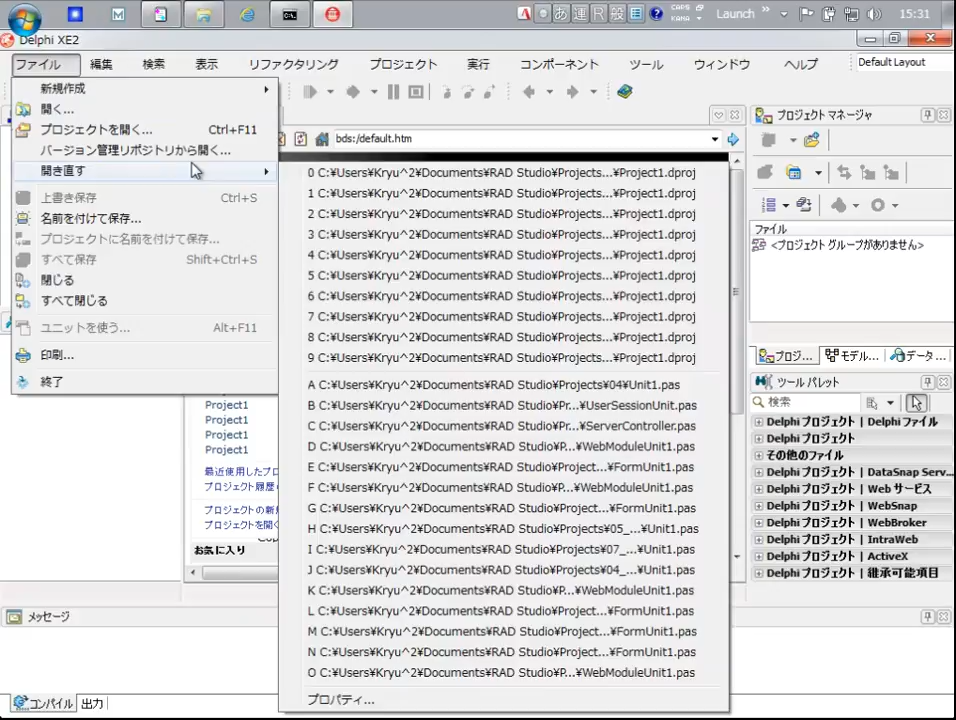 A あ 連 R 般 CAPS KANA Launch » 15:31
Delphi XE2
ファイル 編集 検索 表示 リファクタリング プロジェクト 実行 コンポーネント ツール ウィンドウ ヘルプ Default Layout
新規作成
開く...
プロジェクトを開く... Ctrl+F11
バージョン管理リポジトリから開く...
開き直す
上書き保存 Ctrl+S
名前を付けて保存...
プロジェクトに名前を付けて保存...
すべて保存 Shift+Ctrl+S
閉じる
すべて閉じる
ユニットを使う... Alt+F11
印刷...
終了
bds:/default.htm
0 C:¥Users¥Kryu^2¥Documents¥RAD Studio¥Projects...¥Project1.dproj
1 C:¥Users¥Kryu^2¥Documents¥RAD Studio¥Projects...¥Project1.dproj
2 C:¥Users¥Kryu^2¥Documents¥RAD Studio¥Projects...¥Project1.dproj
3 C:¥Users¥Kryu^2¥Documents¥RAD Studio¥Projects...¥Project1.dproj
4 C:¥Users¥Kryu^2¥Documents¥RAD Studio¥Projects...¥Project1.dproj
5 C:¥Users¥Kryu^2¥Documents¥RAD Studio¥Projects...¥Project1.dproj
6 C:¥Users¥Kryu^2¥Documents¥RAD Studio¥Projects...¥Project1.dproj
7 C:¥Users¥Kryu^2¥Documents¥RAD Studio¥Projects...¥Project1.dproj
8 C:¥Users¥Kryu^2¥Documents¥RAD Studio¥Projects...¥Project1.dproj
9 C:¥Users¥Kryu^2¥Documents¥RAD Studio¥Projects...¥Project1.dproj
A C:¥Users¥Kryu^2¥Documents¥RAD Studio¥Projects¥04¥Unit1.pas
B C:¥Users¥Kryu^2¥Documents¥RAD Studio¥Pr...¥UserSessionUnit.pas
C C:¥Users¥Kryu^2¥Documents¥RAD Studio¥Pr...¥ServerController.pas
D C:¥Users¥Kryu^2¥Documents¥RAD Studio¥P...¥WebModuleUnit1.pas
E C:¥Users¥Kryu^2¥Documents¥RAD Studio¥Project...¥FormUnit1.pas
F C:¥Users¥Kryu^2¥Documents¥RAD Studio¥P...¥WebModuleUnit1.pas
G C:¥Users¥Kryu^2¥Documents¥RAD Studio¥Project...¥FormUnit1.pas
H C:¥Users¥Kryu^2¥Documents¥RAD Studio¥Projects¥05_...¥Unit1.pas
I C:¥Users¥Kryu^2¥Documents¥RAD Studio¥Projects¥07_...¥Unit1.pas
J C:¥Users¥Kryu^2¥Documents¥RAD Studio¥Projects¥04_...¥Unit1.pas
K C:¥Users¥Kryu^2¥Documents¥RAD Studio¥P...¥WebModuleUnit1.pas
L C:¥Users¥Kryu^2¥Documents¥RAD Studio¥Project...¥FormUnit1.pas
M C:¥Users¥Kryu^2¥Documents¥RAD Studio¥Project...¥FormUnit1.pas
N C:¥Users¥Kryu^2¥Documents¥RAD Studio¥Project...¥FormUnit1.pas
O C:¥Users¥Kryu^2¥Documents¥RAD Studio¥P...¥WebModuleUnit1.pas
プロパティ...
Project1
Project1
Project1
Project1
最近使用したプロ
プロジェクト履歴
プロジェクトの新
プロジェクトを開く
お気に入り
プロジェクト マネージャ
ファイル
<プロジェクト グループがありません>
プロジ... モデル... データ...
ツール パレット
検索
Delphi プロジェクト | Delphi ファイル
Delphi プロジェクト
その他のファイル
Delphi プロジェクト | DataSnap Serv...
Delphi プロジェクト | Web サービス
Delphi プロジェクト | WebSnap
Delphi プロジェクト | WebBroker
Delphi プロジェクト | IntraWeb
Delphi プロジェクト | ActiveX
Delphi プロジェクト | 継承可能項目
メッセージ
コンパイル 出力